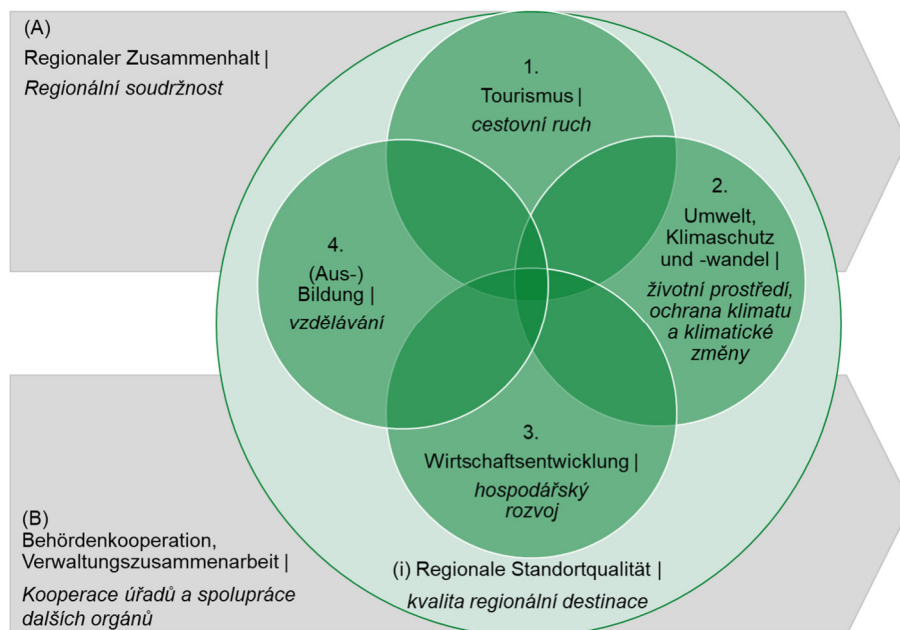 (A)
Regionaler Zusammenhalt |
Regionální soudržnost
1.
Tourismus |
cestovní ruch
2.
Umwelt,
Klimaschutz
und -wandel |
životní prostředí,
ochrana klimatu
a klimatické
změny
4.
(Aus-)
Bildung |
vzdělávání
3.
Wirtschaftsentwicklung |
hospodářský
rozvoj
(B)
Behördenkooperation,
Verwaltungszusammenarbeit |
Kooperace úřadů a spolupráce
dalších orgánů
(i) Regionale Standortqualität |
kvalita regionální destinace